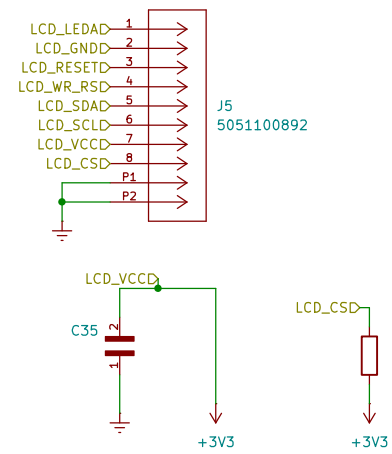 LCD_LEDA 1
LCD_GND 2
LCD_RESET 3
LCD_WR_RS 4
LCD_SDA 5
LCD_SCL 6
LCD_VCC 7
LCD_CS 8
P1
P2
J5
5051100892
LCD_VCC
LCD_CS
C35
2
1
+3V3
+3V3